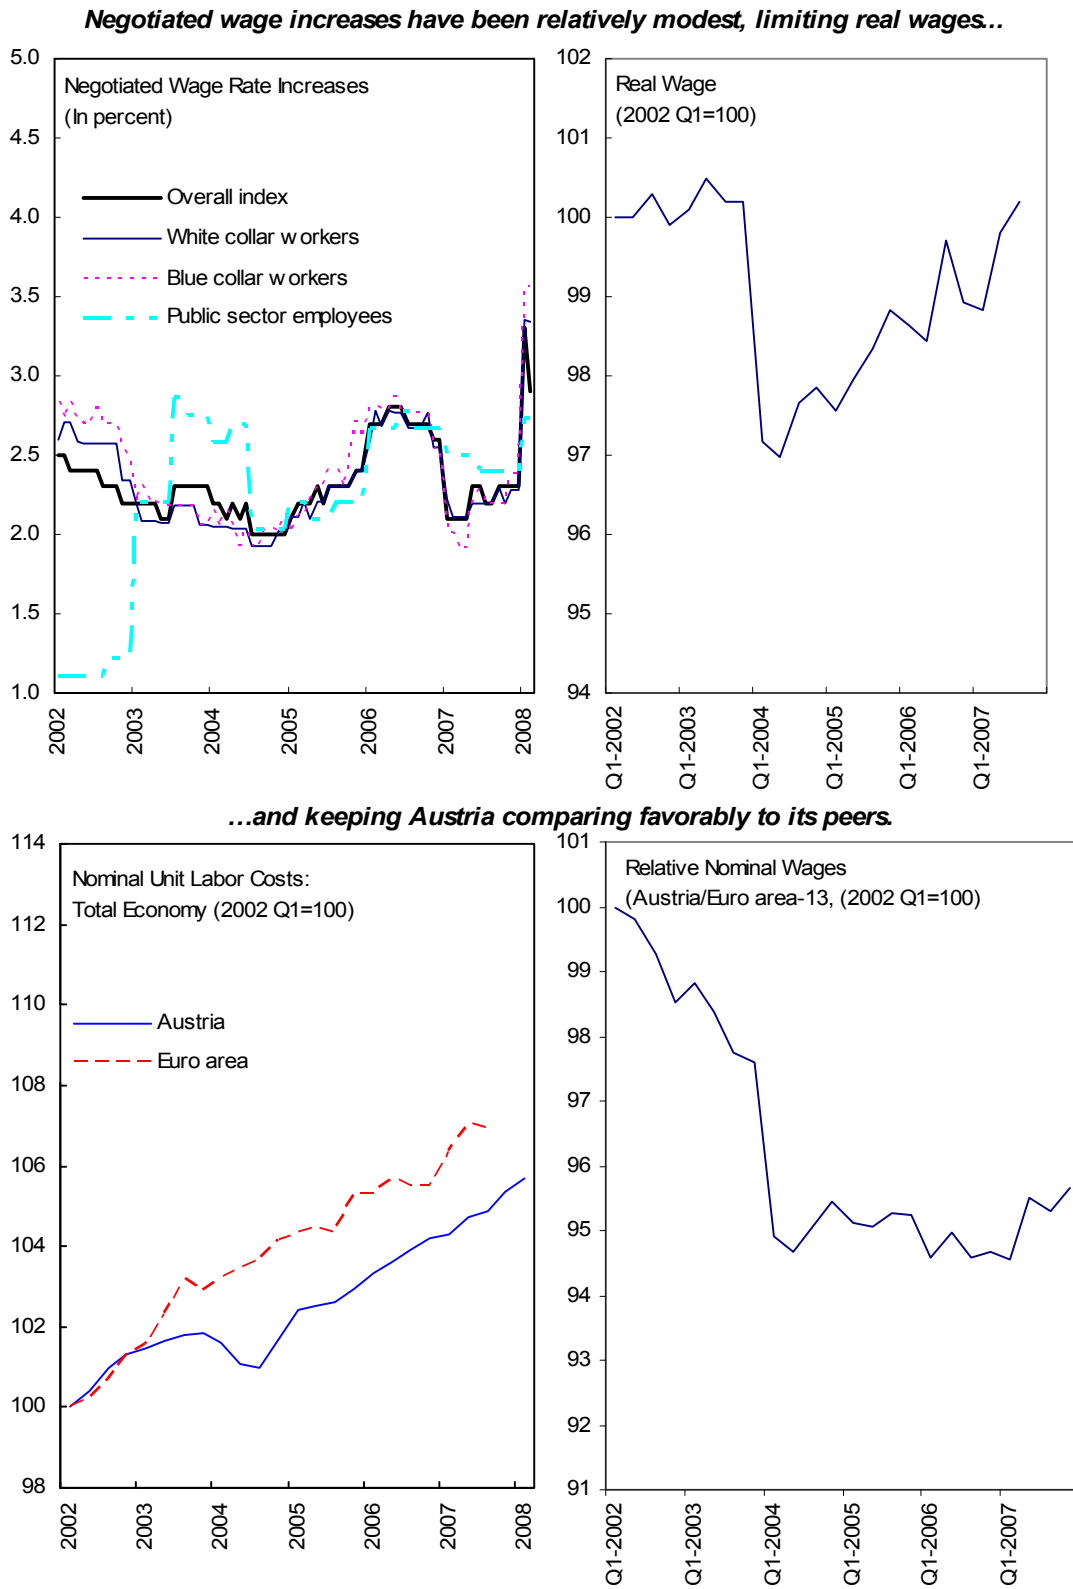 Negotiated wage increases have been relatively modest, limiting real wages...
5.0
4.5
4.0
3.5
3.0
2.5
2.0
1.5
1.0
Negotiated Wage Rate Increases
(In percent)
Overall index
White collar workers
Blue collar workers
Public sector employees
2002
2003
2004
2005
2006
2007
2008
102
101
100
99
98
97
96
95
94
Real Wage
(2002 Q1=100)
Q1-2002
Q1-2003
Q1-2004
Q1-2005
Q1-2006
Q1-2007
...and keeping Austria comparing favorably to its peers.
114
112
110
108
106
104
102
100
98
Nominal Unit Labor Costs:
Total Economy (2002 Q1=100)
Austria
Euro area
2002
2003
2004
2005
2006
2007
2008
101
100
99
98
97
96
95
94
93
92
91
Relative Nominal Wages
(Austria/Euro area-13, (2002 Q1=100)
Q1-2002
Q1-2003
Q1-2004
Q1-2005
Q1-2006
Q1-2007